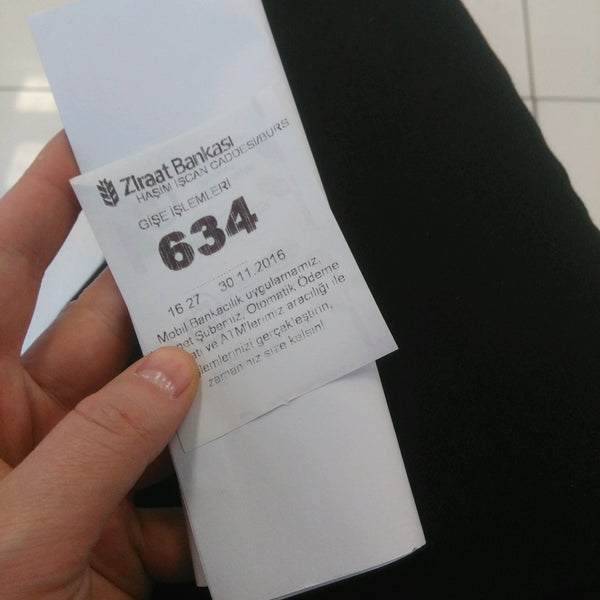 Ziraat Bankası
HAŞİM İŞCAN CADDESİ/BURS
GİŞE İŞLEMLERİ
634
16:27 30.11.2016
Mobil Bankacılık uygulamamız,
Şubemiz, Otomatik Ödeme
ve ATM'lerimiz aracılığı ile
işlemlerinizi gerçekleştirin,
zamanınız size kalsın!